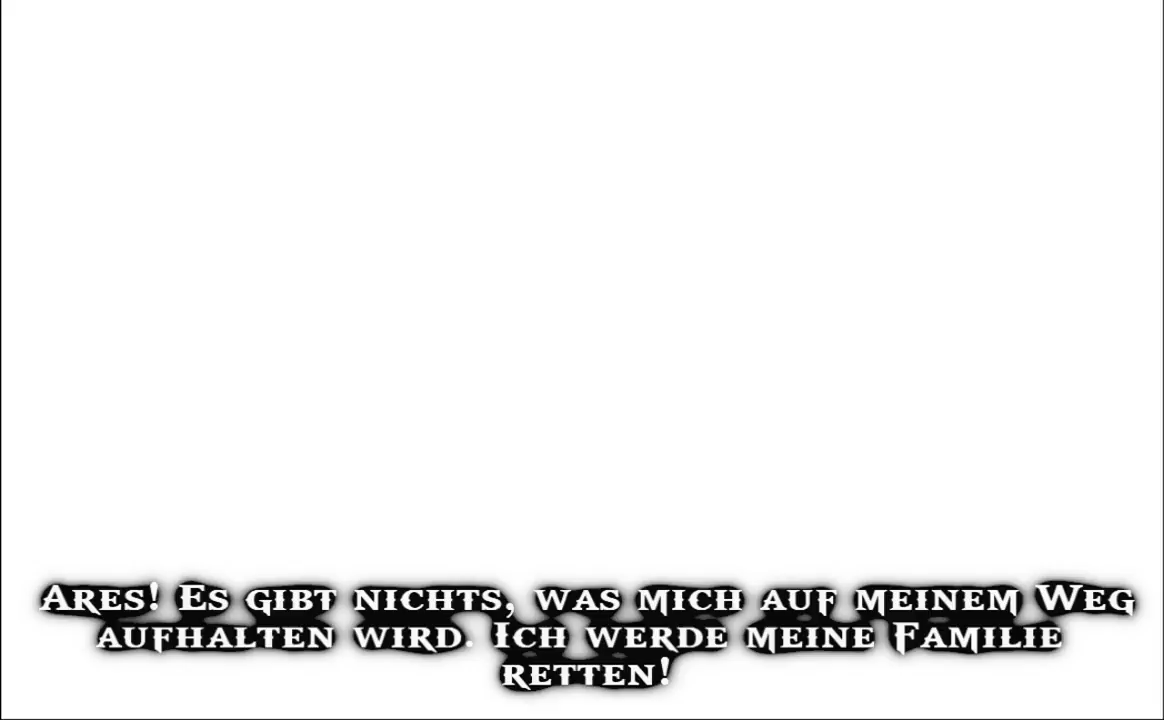 Ares! Es gibt nichts, was mich auf meinem Weg
aufhalten wird. Ich werde meine Familie
retten!